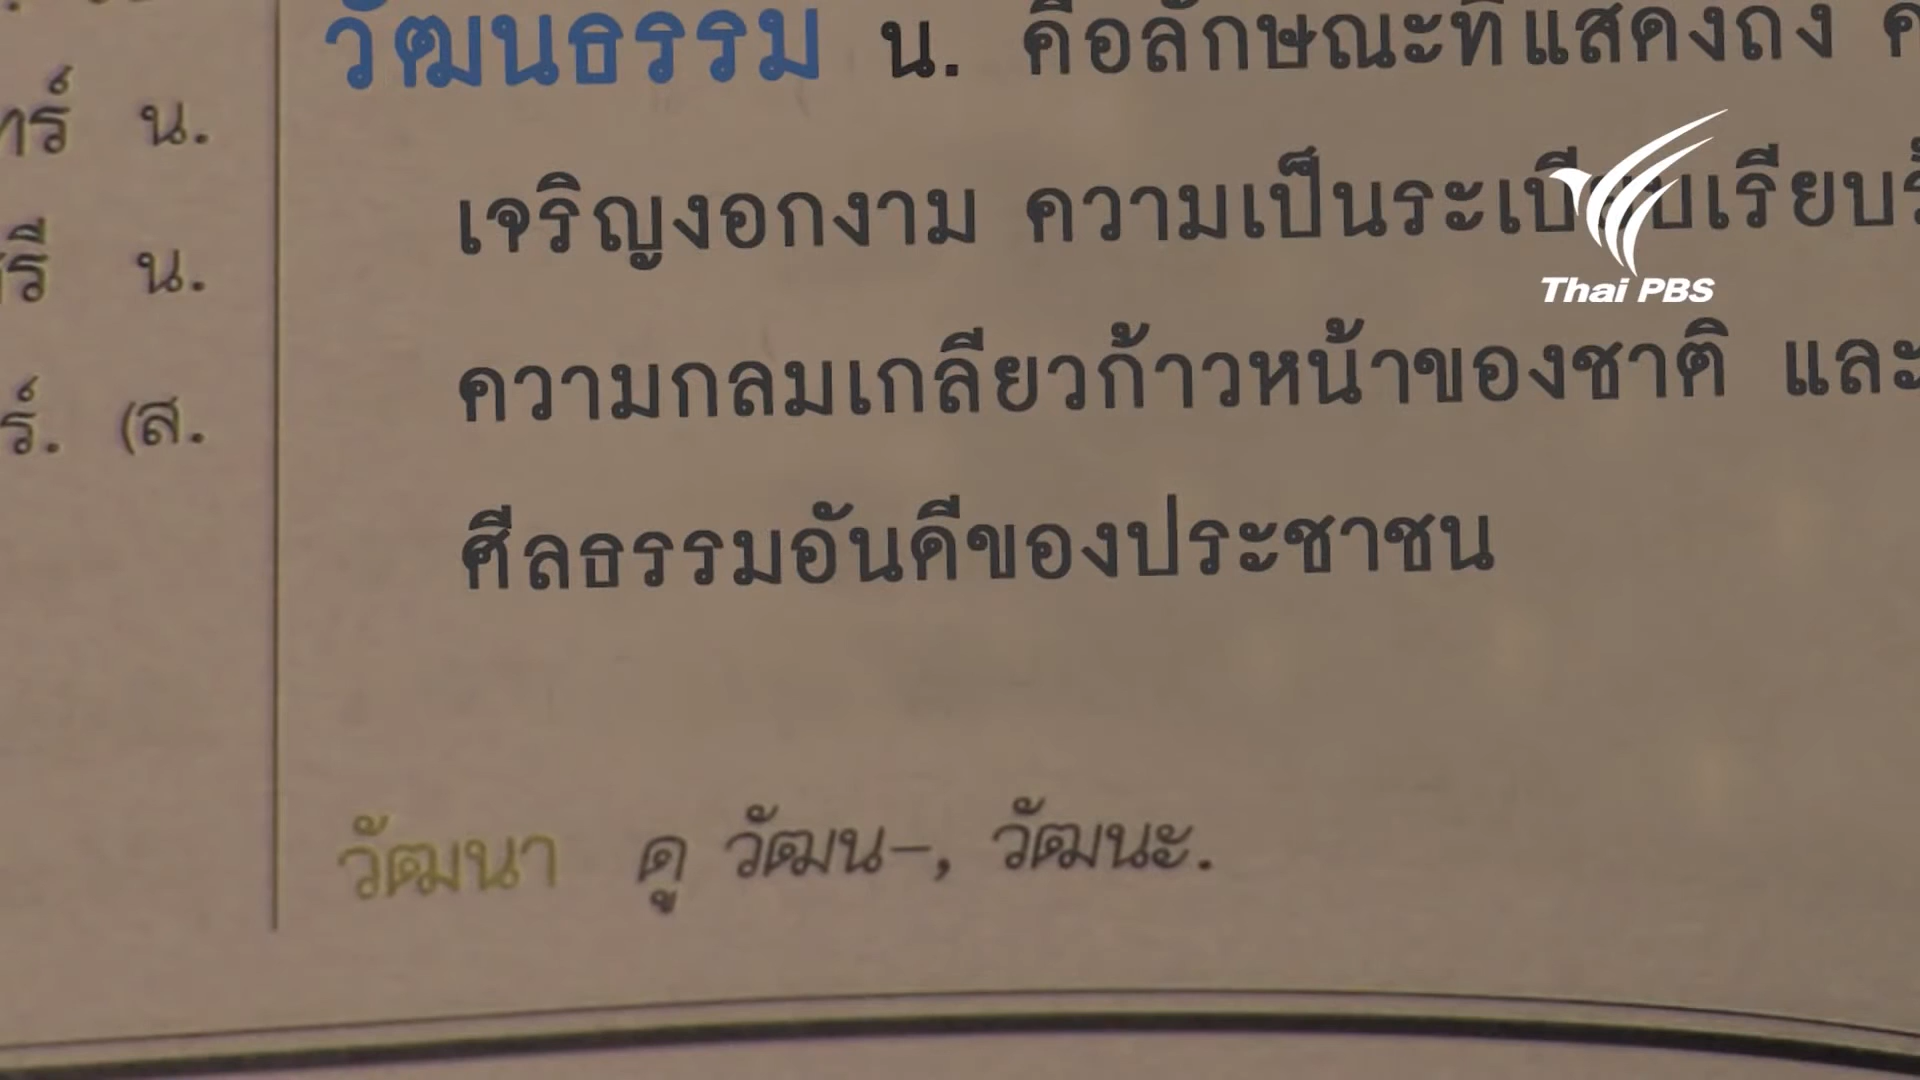 วัฒนธรรม น. คือลักษณะที่แสดงถึง
เจริญงอกงาม ความเป็นระเบียบเรียบ
ความกลมเกลียวก้าวหน้าของชาติ และ
ศีลธรรมอันดีของประชาชน
วัฒนา ดู วัฒน–, วัฒนะ.
น.
น.
(ส.
Thai PBS